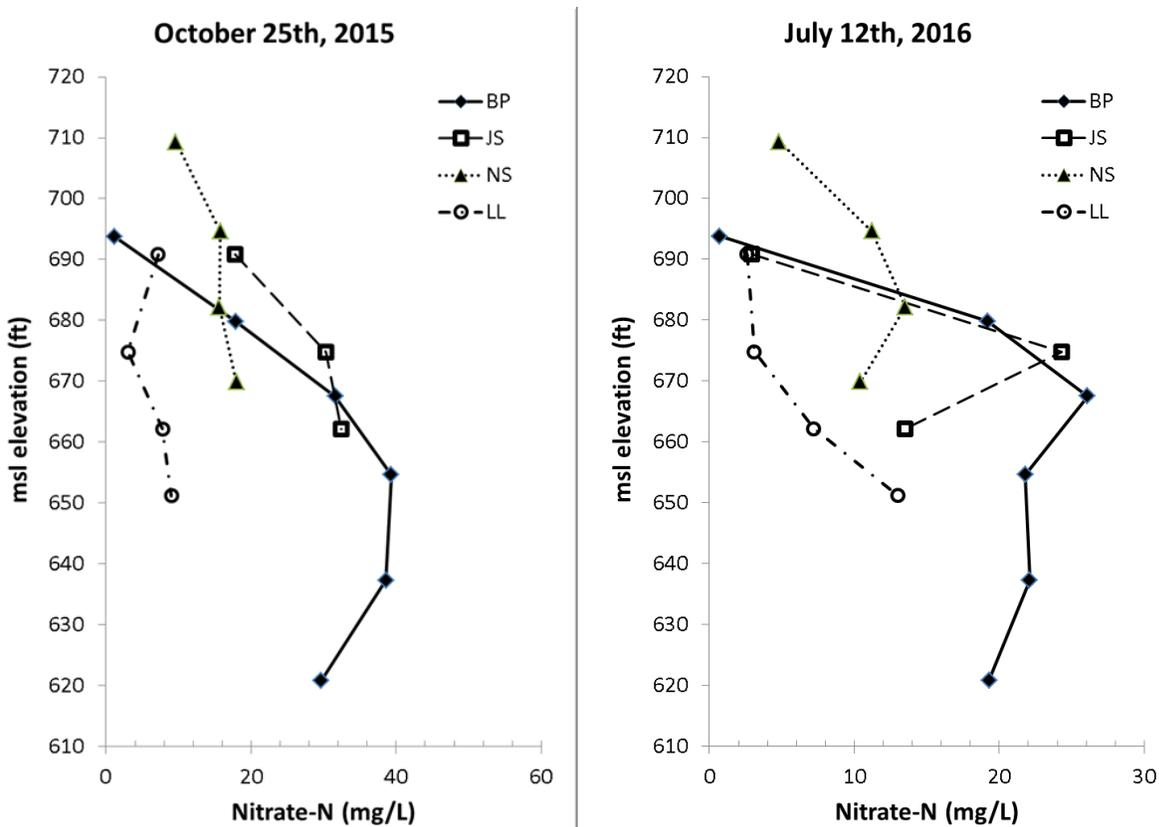 October 25th, 2015
720
710
700
690
680
670
660
650
640
630
620
610
msl elevation (ft)
0 20 40 60
Nitrate-N (mg/L)
BP
JS
NS
LL
July 12th, 2016
720
710
700
690
680
670
660
650
640
630
620
610
msl elevation (ft)
0 10 20 30
Nitrate-N (mg/L)
BP
JS
NS
LL